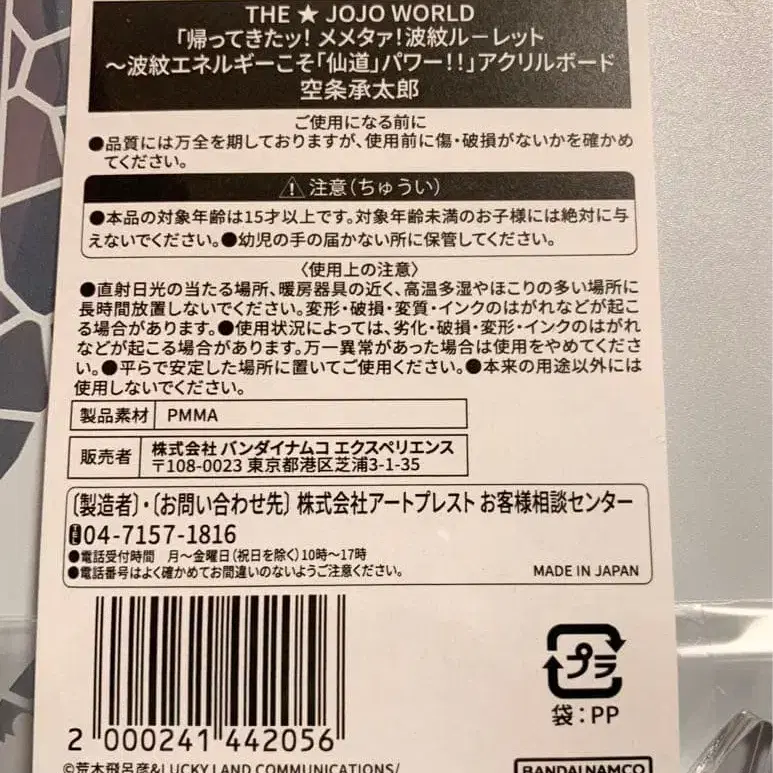 THE ★ JOJO WORLD
「帰ってきたッ! メメタァ!波紋ルーレット
～波紋エネルギーこそ「仙道」パワー!!」アクリルボード
空条承太郎
ご使用になる前に
●品質には万全を期しておりますが、使用前に傷・破損がないかを確かめ
てください。
⚠注意(ちゅうい)
●本品の対象年齢は15才以上です。対象年齢未満のお子様には絶対に与
えないでください。●幼児の手の届かない所に保管してください。
〈使用上の注意〉
●直射日光の当たる場所、暖房器具の近く、高温多湿やほこりの多い場所に
長時間放置しないでください。変形・破損・変質・インクのはがれなどが起こ
る場合があります。●使用状況によっては、劣化・破損・変形・インクのはがれ
などが起こる場合があります。万一異常があった場合は使用をやめてくださ
い。●平らで安定した場所に置いてご使用ください。●本来の用途以外には
使用しないでください。
製品素材 PMMA
販売者 株式会社 バンダイナムコ エクスペリエンス
〒108-0023 東京都港区芝浦3-1-35
〔製造者〕・〔お問い合わせ先〕株式会社アートプレスト お客様相談センター
TEL 04-7157-1816
●電話受付時間 月～金曜日(祝日を除く)10時～17時
●電話番号はよく確かめてお間違いのないようご注意ください。
MADE IN JAPAN
プラ
袋:PP
2 000241 442056
©荒木飛呂彦&LUCKY LAND COMMUNICATIONS/
BANDAI NAMCO